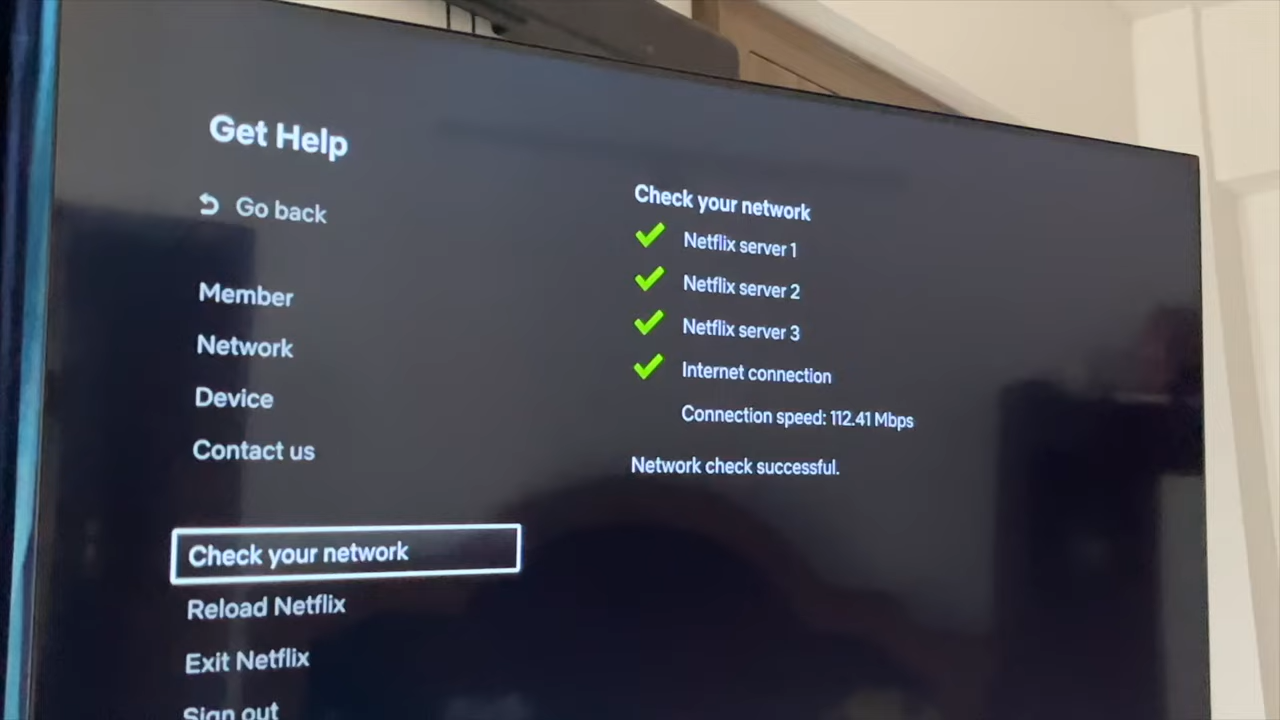 Get Help
Go back
Member
Network
Device
Contact us
Check your network
Reload Netflix
Exit Netflix
Sign out
Check your network
Netflix server 1
Netflix server 2
Netflix server 3
Internet connection
Connection speed: 112.41 Mbps
Network check successful.